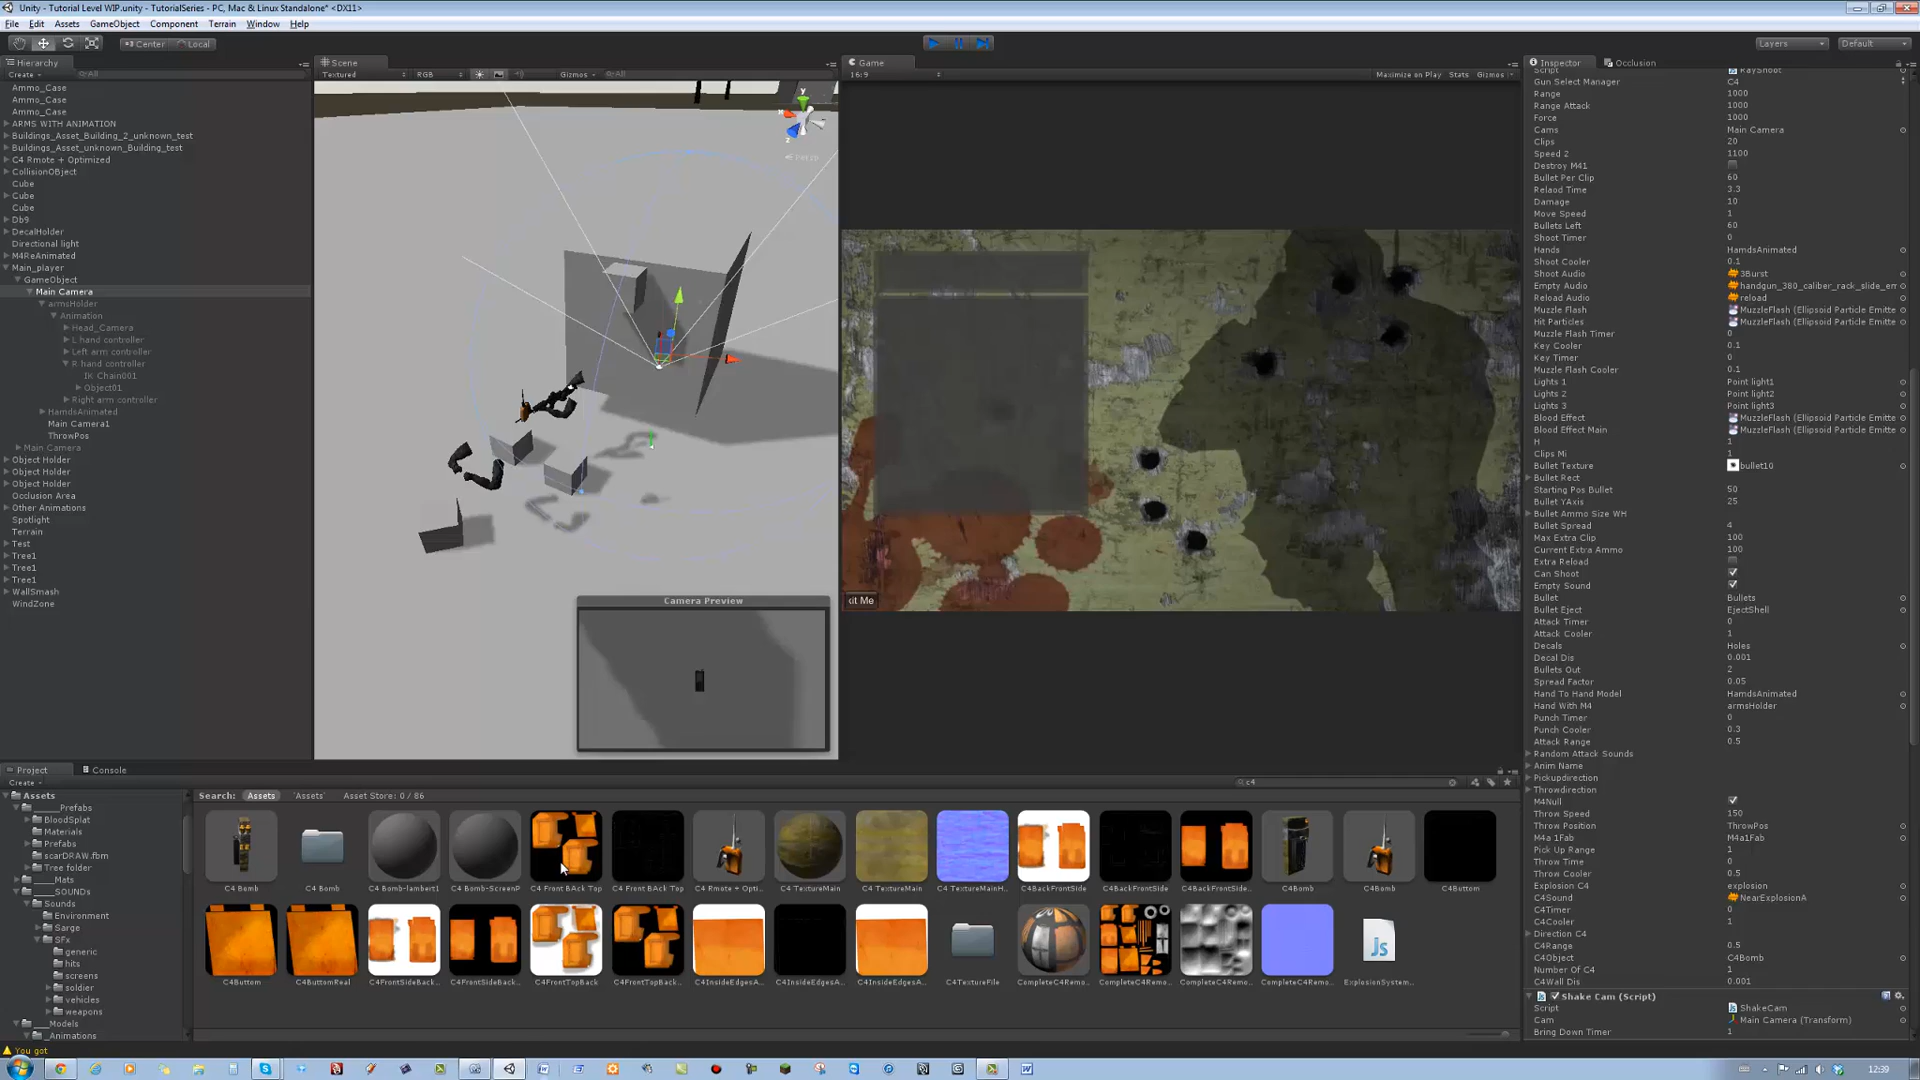 Unity - Tutorial Level WIP.unity - TutorialSeries - PC, Mac & Linux Standalone* <DX11>
File Edit Assets GameObject Component Terrain Window Help
Center Local
Layers Default
Hierarchy
Create All
Ammo_Case
Ammo_Case
Ammo_Case
ARMS WITH ANIMATION
Buildings_Asset_Building_2_unknown_test
Buildings_Asset_unknown_Building_test
C4 Rmote + Optimized
CollisionObject
Cube
Cube
Cube
Db9
DecalHolder
Directional light
M4ReAnimated
Main_player
GameObject
Main Camera
armsHolder
Animation
Head_Camera
L hand controller
Left arm controller
R hand controller
IK Chain001
Object01
Right arm controller
HamdsAnimated
Main Camera1
ThrowPos
Main Camera
Object Holder
Object Holder
Object Holder
Occlusion Area
Other Animations
Spotlight
Terrain
Test
Tree1
Tree1
Tree1
WallSmash
WindZone
Scene
Textured RGB Gizmos All
y
x
z
Persp
Camera Preview
Game
16:9 Maximize on Play Stats Gizmos
kit Me
Inspector Occlusion
Script RayShoot
Gun Select Manager C4
Range 1000
Range Attack 1000
Force 1000
Cams Main Camera
Clips 20
Speed 2 1100
Destroy M41
Bullet Per Clip 60
Relaod Time 3.3
Damage 10
Move Speed 1
Bullets Left 60
Shoot Timer 0
Hands HamdsAnimated
Shoot Cooler 0.1
Shoot Audio 3Burst
Empty Audio handgun_380_caliber_rack_slide_em
Reload Audio reload
Muzzle Flash MuzzleFlash (Ellipsoid Particle Emitte
Hit Particles MuzzleFlash (Ellipsoid Particle Emitte
Muzzle Flash Timer 0
Key Cooler 0.1
Key Timer 0
Muzzle Flash Cooler 0.1
Lights 1 Point light1
Lights 2 Point light2
Lights 3 Point light3
Blood Effect MuzzleFlash (Ellipsoid Particle Emitte
Blood Effect Main MuzzleFlash (Ellipsoid Particle Emitte
H 1
Clips Mi 1
Bullet Texture bullet10
Bullet Rect
Starting Pos Bullet 50
Bullet YAxis 25
Bullet Ammo Size WH
Bullet Spread 4
Max Extra Clip 100
Current Extra Ammo 100
Extra Reload
Can Shoot
Empty Sound
Bullet Bullets
Bullet Eject EjectShell
Attack Timer 0
Attack Cooler 1
Decals Holes
Decal Dis 0.001
Bullets Out 2
Spread Factor 0.05
Hand To Hand Model HamdsAnimated
Hand With M4 armsHolder
Punch Timer 0
Punch Cooler 0.3
Attack Range 0.5
Random Attack Sounds
Anim Name
Pickupdirection
Throwdirection
M4Null
Throw Speed 150
Throw Position ThrowPos
M4a 1Fab M4a1Fab
Pick Up Range 1
Throw Time 0
Throw Cooler 0.5
Explosion C4 explosion
C4Sound NearExplosionA
C4Timer 0
C4Cooler 1
Direction C4
C4Range 0.5
C4Object C4Bomb
Number Of C4 1
C4Wall Dis 0.001
Shake Cam (Script)
Script ShakeCam
Cam Main Camera (Transform)
Bring Down Timer 1
Project Console
Create c4
Assets
_____Prefabs
BloodSplat
Materials
Prefabs
scarDRAW.fbm
Tree folder
____Mats
____SOUNDs
Sounds
Environment
Sarge
SFx
generic
hits
screens
soldier
vehicles
weapons
___Models
_Animations
Search: Assets 'Assets' Asset Store: 0 / 86
C4 Bomb C4 Bomb C4 Bomb-lambert1 C4 Bomb-ScreenP C4 Front BAck Top C4 Front BAck Top C4 Rmote + Opti... C4 TextureMain C4 TextureMain C4 TextureMainH... C4BackFrontSide C4BackFrontSide C4BackFrontSide... C4Bomb C4Bomb C4Buttom
C4Buttom C4ButtomReal C4FrontSideBack... C4FrontSideBack... C4FrontTopBack C4FrontTopBack... C4InsideEdgesA... C4InsideEdgesA... C4InsideEdgesA... C4TextureFile CompleteC4Remo... CompleteC4Remo... CompleteC4Remo... CompleteC4Remo... ExplosionSystem...
Js
You got
12:39